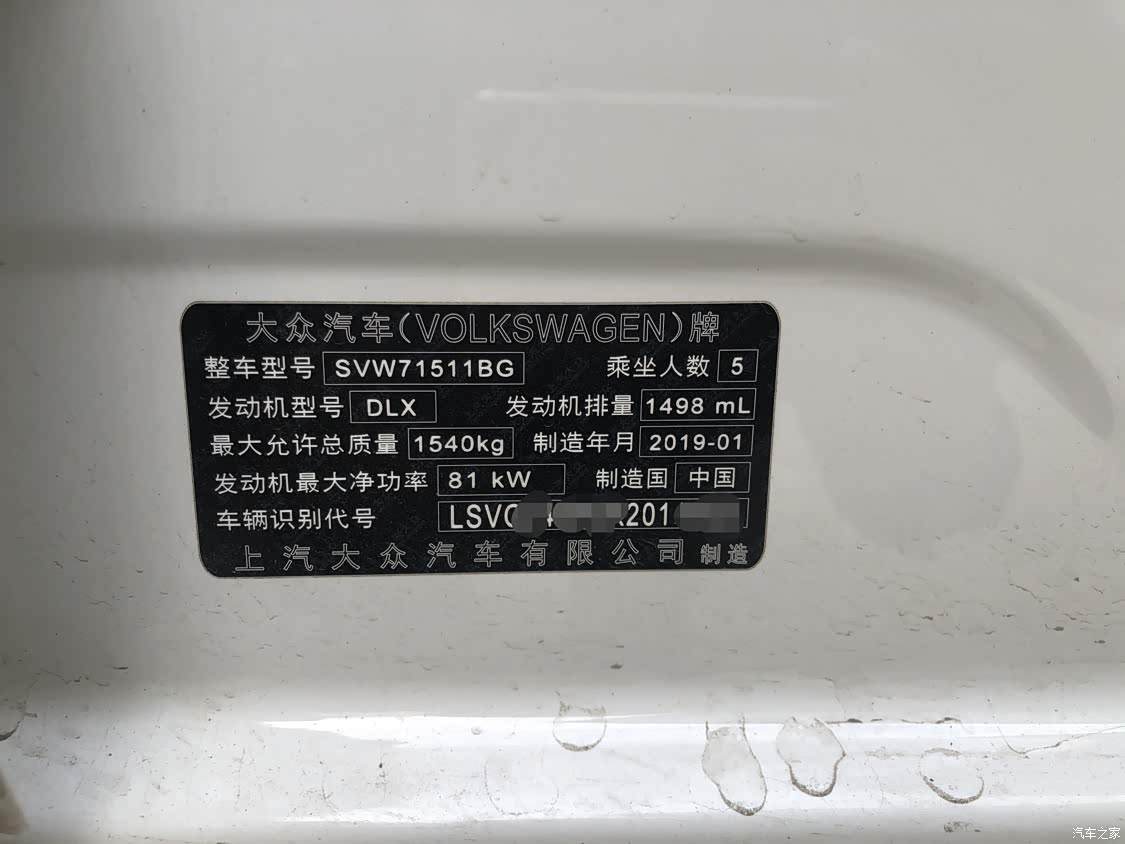 大众汽车(VOLKSWAGEN)牌
整车型号 SVW71511BG 乘坐人数 5
发动机型号 DLX 发动机排量 1498 mL
最大允许总质量 1540kg 制造年月 2019-01
发动机最大净功率 81 kW 制造国 中国
车辆识别代号 LSV 201
上汽大众汽车有限公司 制造
汽车之家